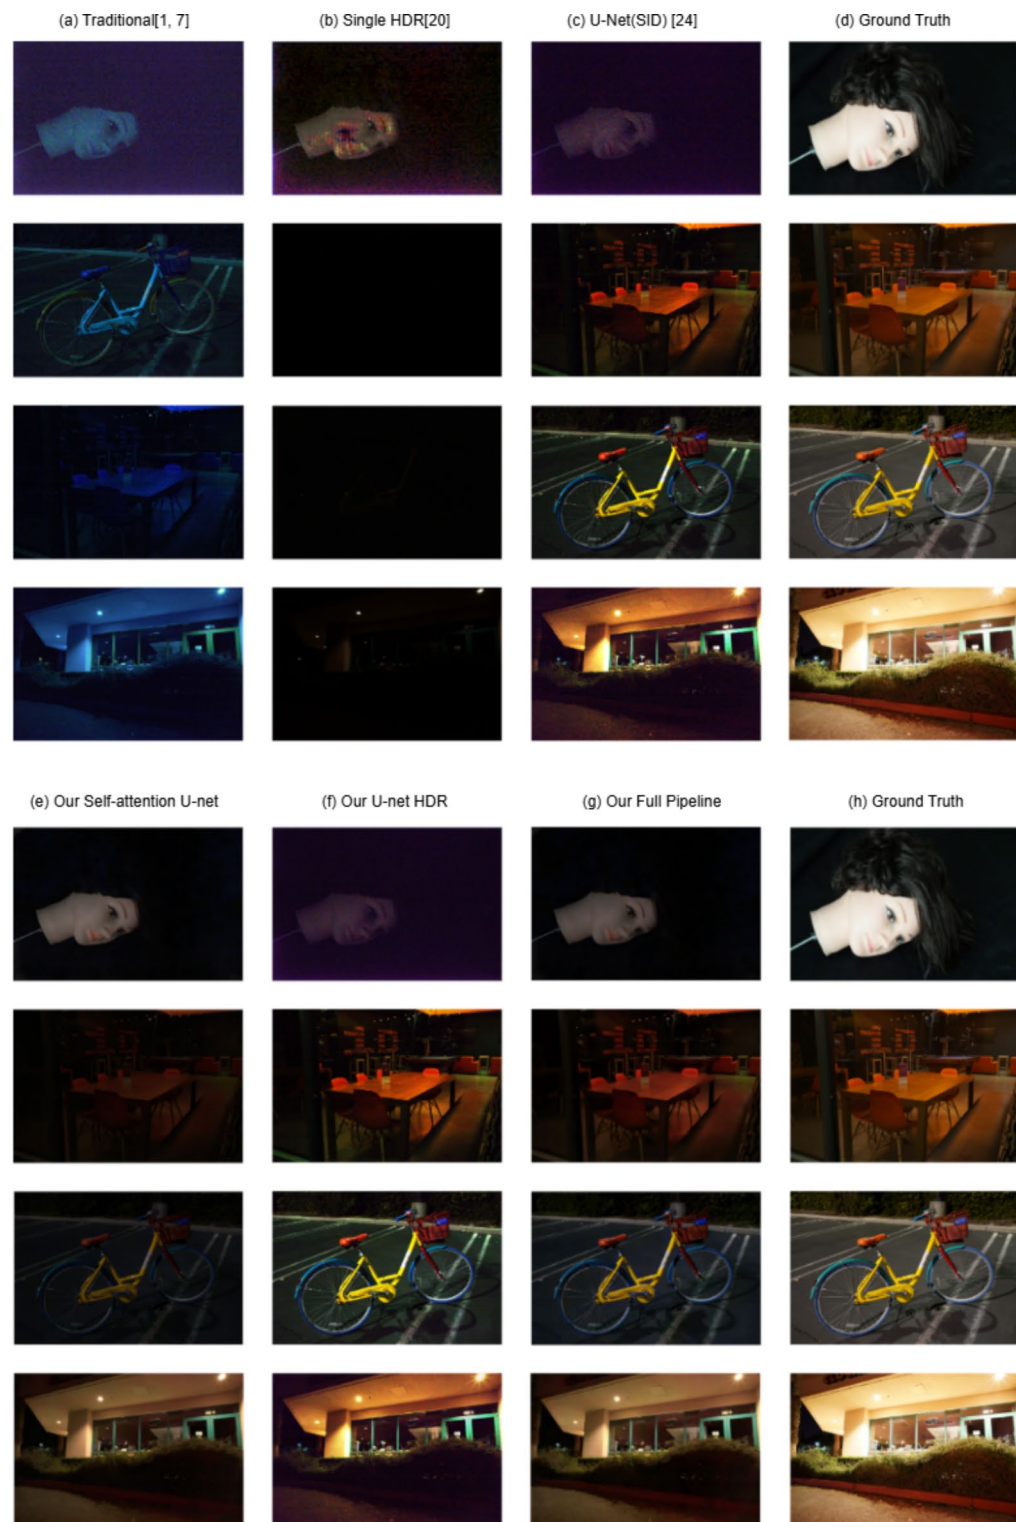 (a) Traditional[1, 7] (b) Single HDR[20] (c) U-Net(SID) [24] (d) Ground Truth
(e) Our Self-attention U-net (f) Our U-net HDR (g) Our Full Pipeline (h) Ground Truth